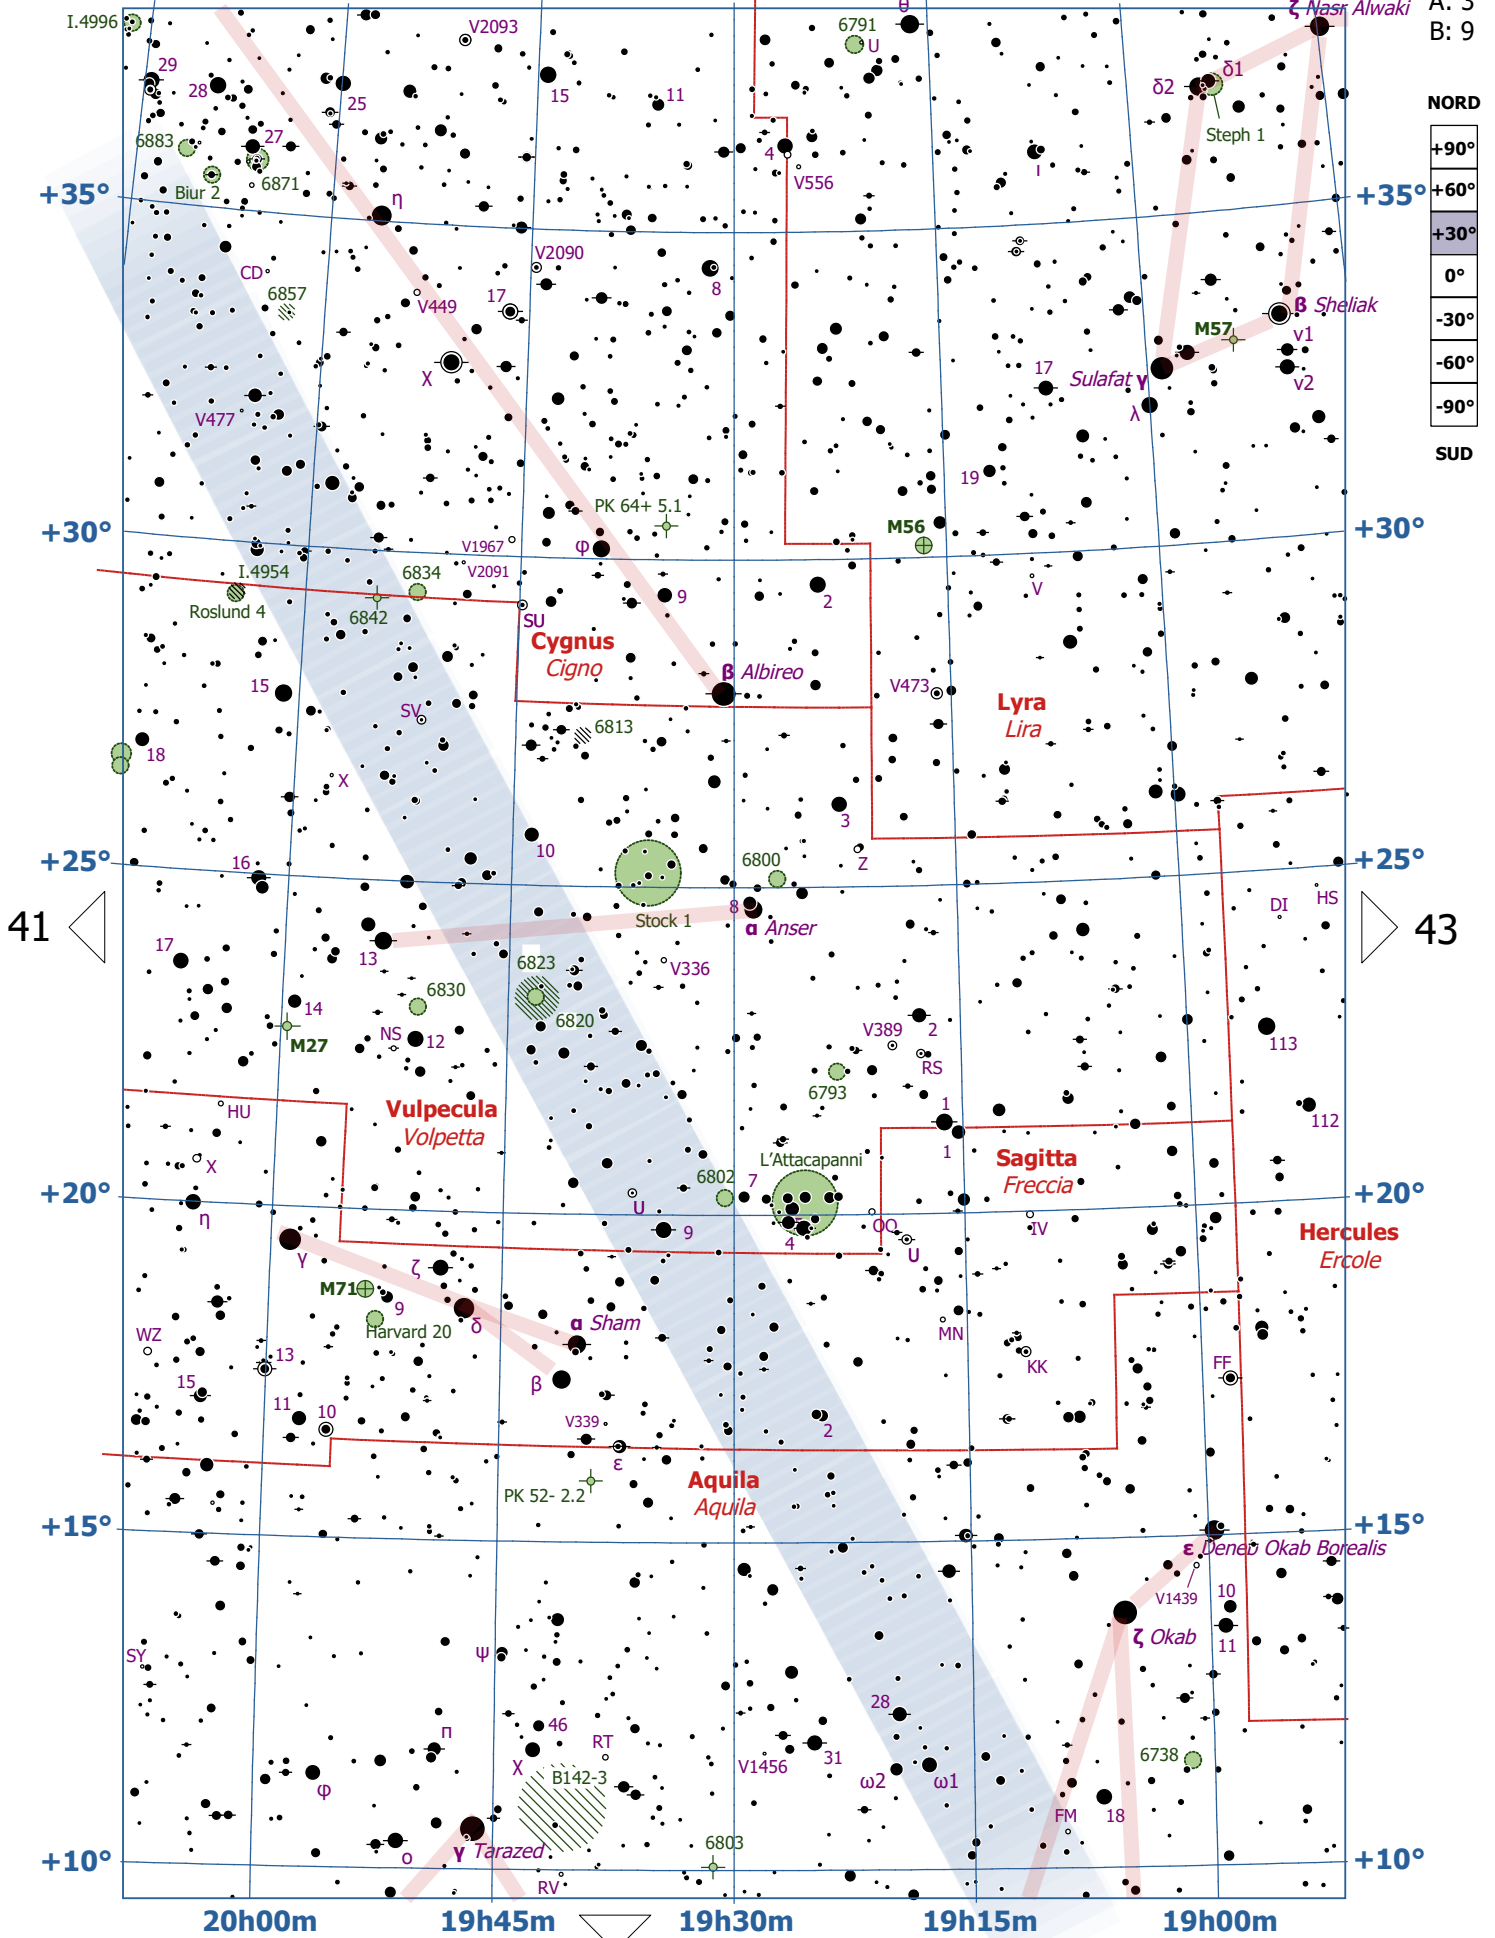 ζ Nasr Alwaki
A: 3
B: 9
θ
I.4996
V2093
6791
U
29
28
25
15
11
δ2
δ1
Steph 1
NORD
+90°
+60°
+30°
0°
-30°
-60°
-90°
SUD
6883
27
6871
Biur 2
4
V556
ι
+35°
+35°
η
CD
6857
V449
V2090
17
8
β Sheliak
M57
ν1
ν2
χ
17
Sulafat γ
λ
V477
19
PK 64+ 5.1
M56
+30°
+30°
φ
V1967
V2091
V
I.4954
Roslund 4
6834
6842
SU
9
2
Cygnus
Cigno
β Albireo
15
SV
V473
Lyra
Lira
18
6813
X
3
Z
10
+25°
+25°
16
6800
Stock 1
8
α Anser
DI
HS
41
43
13
17
6823
V336
6830
6820
14
M27
NS
12
V389
2
RS
113
6793
HU
Vulpecula
Volpetta
1
1
112
X
L'Attacapanni
Sagitta
Freccia
+20°
+20°
6802
7
U
η
9
4
OO
U
IV
Hercules
Ercole
γ
ζ
M71
9
δ
Harvard 20
α Sham
MN
WZ
KK
13
FF
15
β
11
10
V339
2
ε
PK 52- 2.2
Aquila
Aquila
+15°
+15°
ε Deneb Okab Borealis
V1439
10
11
ζ Okab
SY
ψ
28
π
46
RT
χ
B142-3
V1456
31
ω2
ω1
6738
φ
FM
18
γ Tarazed
ο
6803
+10°
+10°
RV
20h00m
19h45m
19h30m
19h15m
19h00m